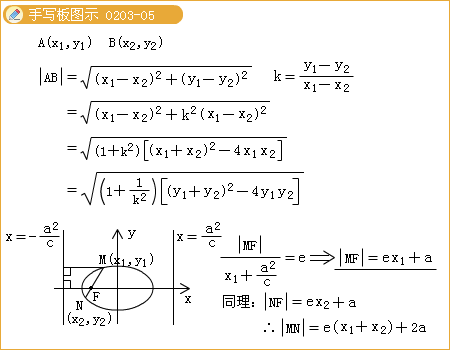 手写板图示 0203-05
A(x₁,y₁) B(x₂,y₂)
|AB|=√((x₁−x₂)²+(y₁−y₂)²) k=(y₁−y₂)/(x₁−x₂)
=√((x₁−x₂)²+k²(x₁−x₂)²)
=√((1+k²)[(x₁+x₂)²−4x₁x₂])
=√((1+1/k²)[(y₁+y₂)²−4y₁y₂])
x=−a²/c
y
x=a²/c
M(x₁,y₁)
F
x
N
(x₂,y₂)
|MF|/(x₁+a²/c)=e⇒|MF|=ex₁+a
同理:|NF|=ex₂+a
∴|MN|=e(x₁+x₂)+2a